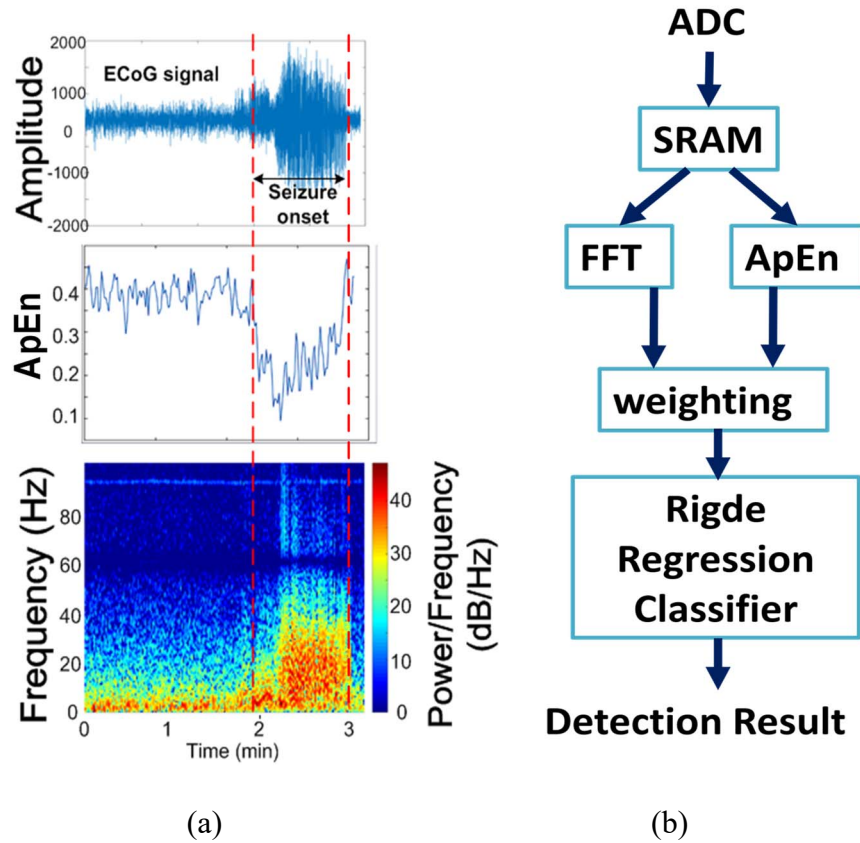 2000
1000
0
-1000
-2000
Amplitude
ECoG signal
Seizure
onset
0.4
0.3
0.2
0.1
ApEn
80
60
40
20
0
Frequency (Hz)
0 1 2 3
Time (min)
40
30
20
10
0
Power/Frequency
(dB/Hz)
(a)
ADC
SRAM
FFT ApEn
weighting
Rigde
Regression
Classifier
Detection Result
(b)